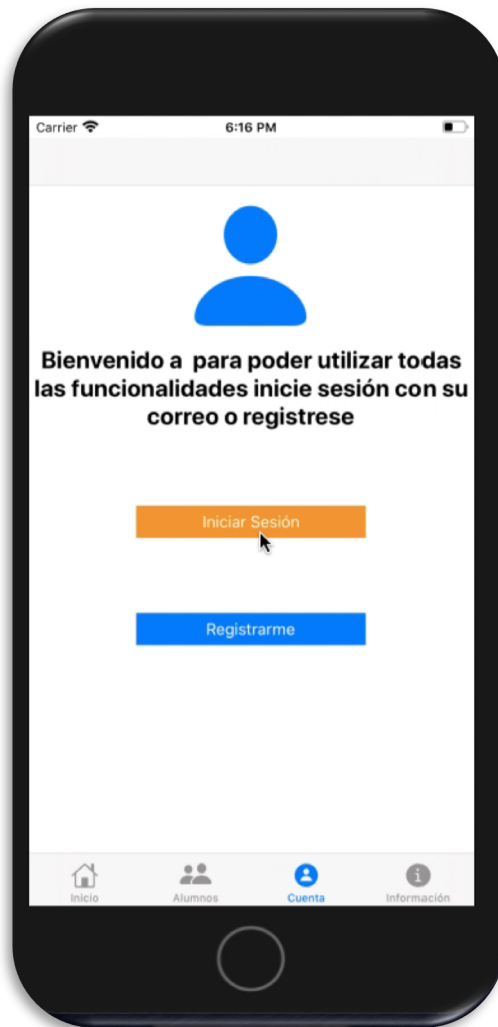 Carrier 6:16 PM
Bienvenido a  para poder utilizar todas
las funcionalidades inicie sesión con su
correo o registrese
Iniciar Sesión
Registrarme
Inicio Alumnos Cuenta Información